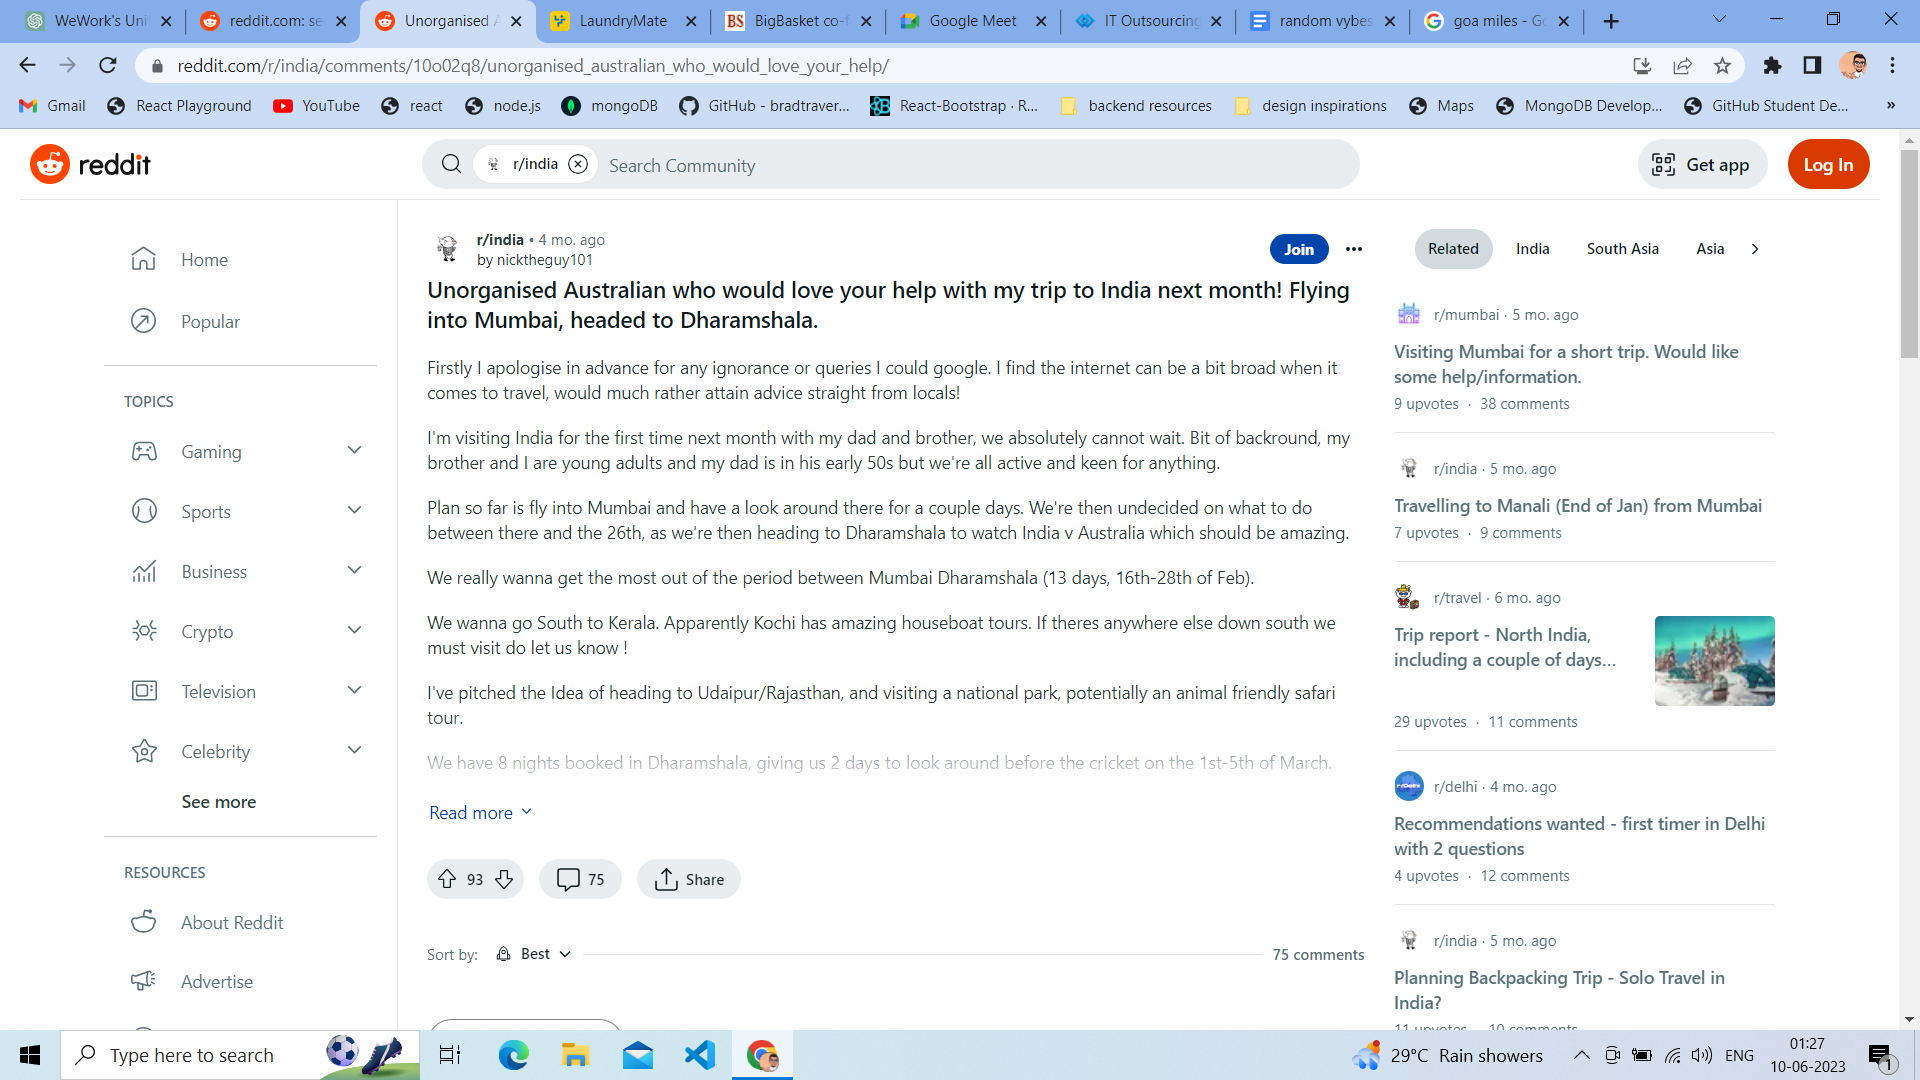 WeWork's Uni
reddit.com: se
Unorganised A
LaundryMate
BigBasket co-f
Google Meet
IT Outsourcing
random vybes
goa miles - Go
reddit.com/r/india/comments/10o02q8/unorganised_australian_who_would_love_your_help/
Gmail
React Playground
YouTube
react
node.js
mongoDB
GitHub - bradtraver...
React-Bootstrap · R...
backend resources
design inspirations
Maps
MongoDB Develop...
GitHub Student De...
»
reddit
r/india
Search Community
Get app
Log In
Home
Popular
TOPICS
Gaming
Sports
Business
Crypto
Television
Celebrity
See more
RESOURCES
About Reddit
Advertise
r/india • 4 mo. ago
by nicktheguy101
Join
Unorganised Australian who would love your help with my trip to India next month! Flying
into Mumbai, headed to Dharamshala.
Firstly I apologise in advance for any ignorance or queries I could google. I find the internet can be a bit broad when it
comes to travel, would much rather attain advice straight from locals!
I'm visiting India for the first time next month with my dad and brother, we absolutely cannot wait. Bit of backround, my
brother and I are young adults and my dad is in his early 50s but we're all active and keen for anything.
Plan so far is fly into Mumbai and have a look around there for a couple days. We're then undecided on what to do
between there and the 26th, as we're then heading to Dharamshala to watch India v Australia which should be amazing.
We really wanna get the most out of the period between Mumbai Dharamshala (13 days, 16th-28th of Feb).
We wanna go South to Kerala. Apparently Kochi has amazing houseboat tours. If theres anywhere else down south we
must visit do let us know !
I've pitched the Idea of heading to Udaipur/Rajasthan, and visiting a national park, potentially an animal friendly safari
tour.
We have 8 nights booked in Dharamshala, giving us 2 days to look around before the cricket on the 1st-5th of March.
Read more
93
75
Share
Sort by:
Best
75 comments
Related
India
South Asia
Asia
r/mumbai · 5 mo. ago
Visiting Mumbai for a short trip. Would like
some help/information.
9 upvotes · 38 comments
r/india · 5 mo. ago
Travelling to Manali (End of Jan) from Mumbai
7 upvotes · 9 comments
r/travel · 6 mo. ago
Trip report - North India,
including a couple of days...
29 upvotes · 11 comments
r/delhi · 4 mo. ago
Recommendations wanted - first timer in Delhi
with 2 questions
4 upvotes · 12 comments
r/india · 5 mo. ago
Planning Backpacking Trip - Solo Travel in
India?
11 upvotes · 10 comments
Type here to search
29°C Rain showers
ENG
01:27
10-06-2023
1